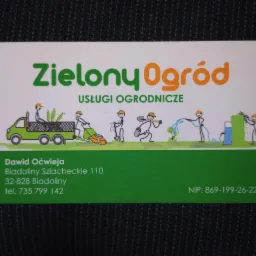 Zielony Ogród
USŁUGI OGRODNICZE
Dawid Oćwieja
Biadoliny Szlacheckie 110
32-828 Biadoliny
tel. 735 799 142
NIP: 869-199-26-22